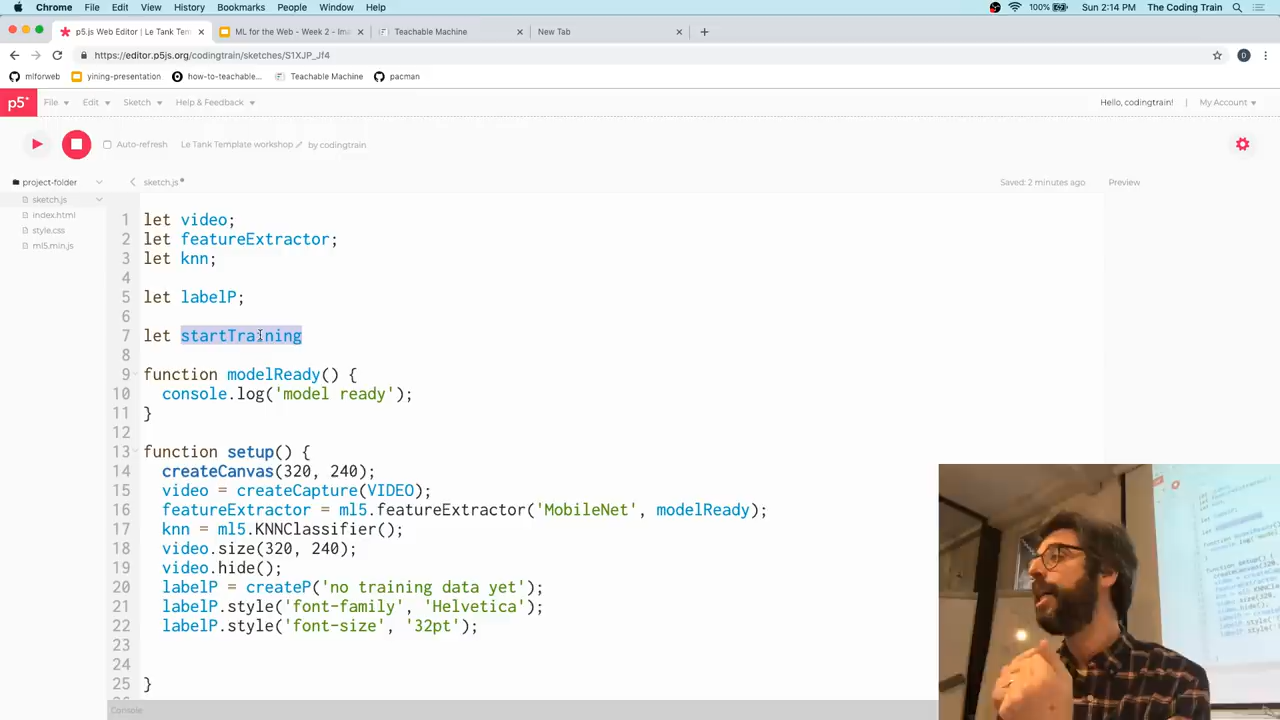 Chrome File Edit View History Bookmarks People Window Help 100% Sun 2:14 PM The Coding Train
p5.js Web Editor | Le Tank Tem × ML for the Web - Week 2 - Ima × Teachable Machine × New Tab × +
https://editor.p5js.org/codingtrain/sketches/S1XJP_Jf4
mlforweb yining-presentation how-to-teachable... Teachable Machine pacman
p5* File Edit Sketch Help & Feedback Hello, codingtrain! | My Account
Auto-refresh Le Tank Template workshop by codingtrain
project-folder sketch.js Saved: 2 minutes ago Preview
sketch.js
index.html
style.css
ml5.min.js
1 let video;
2 let featureExtractor;
3 let knn;
4
5 let labelP;
6
7 let startTraining
8
9 function modelReady() {
10 console.log('model ready');
11 }
12
13 function setup() {
14 createCanvas(320, 240);
15 video = createCapture(VIDEO);
16 featureExtractor = ml5.featureExtractor('MobileNet', modelReady);
17 knn = ml5.KNNClassifier();
18 video.size(320, 240);
19 video.hide();
20 labelP = createP('no training data yet');
21 labelP.style('font-family', 'Helvetica');
22 labelP.style('font-size', '32pt');
23
24
25 }
Console